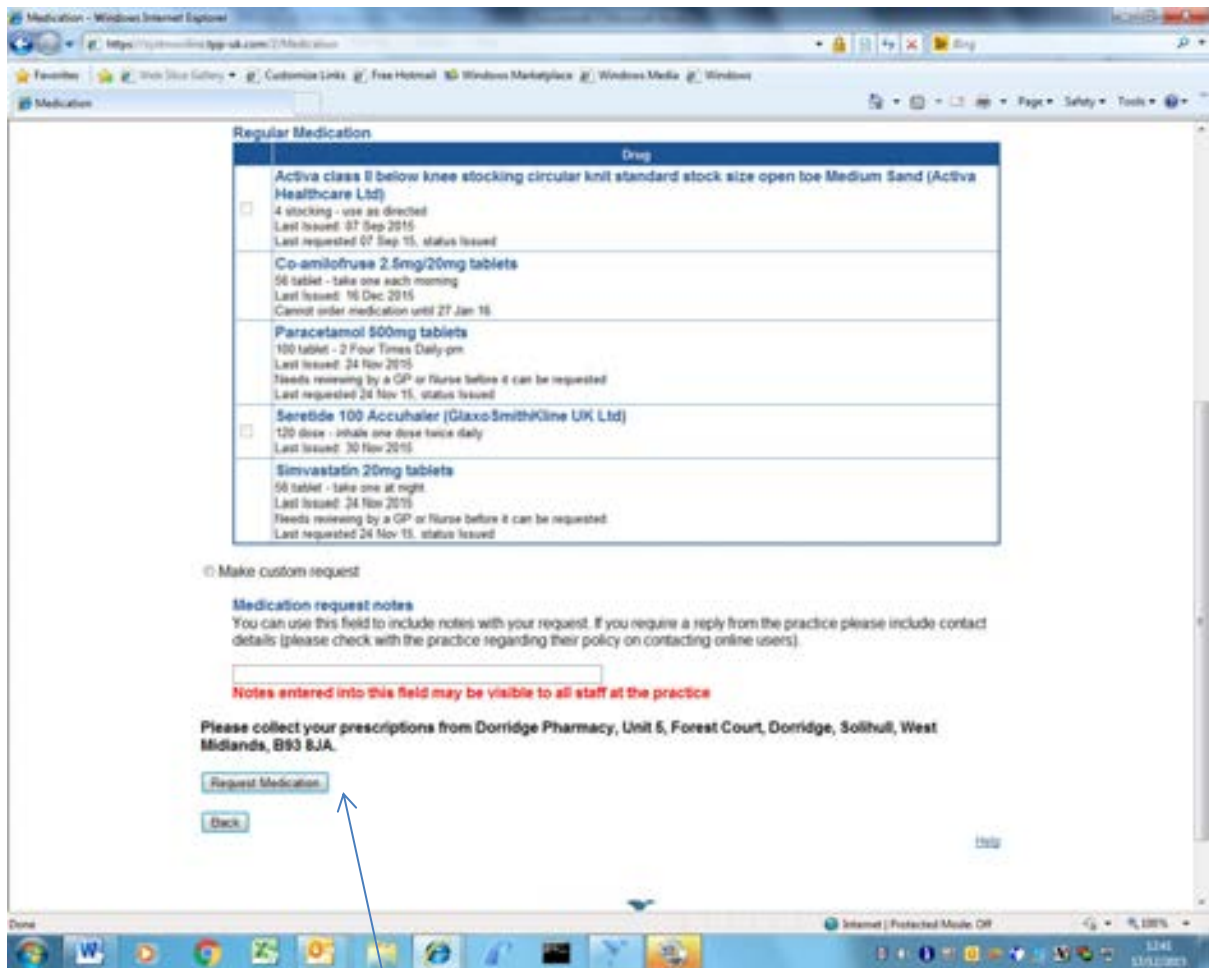 Medication - Windows Internet Explorer
Bing
Favorites Web Slice Gallery Customize Links Free Hotmail Windows Marketplace Windows Media Windows
Medication Page Safety Tools
Regular Medication
Drug
Activa class II below knee stocking circular knit standard stock size open toe Medium Sand (Activa
Healthcare Ltd)
4 stocking - use as directed
Last Issued: 07 Sep 2015
Last requested 07 Sep 15, status Issued
Co-amilofruse 2.5mg/20mg tablets
56 tablet - take one each morning
Last Issued: 16 Dec 2015
Cannot order medication until 27 Jan 16
Paracetamol 500mg tablets
100 tablet - 2 Four Times Daily-prn
Last Issued: 24 Nov 2015
Needs reviewing by a GP or Nurse before it can be requested
Last requested 24 Nov 15, status Issued
Seretide 100 Accuhaler (GlaxoSmithKline UK Ltd)
120 dose - inhale one dose twice daily
Last Issued: 30 Nov 2015
Simvastatin 20mg tablets
56 tablet - take one at night
Last Issued: 24 Nov 2015
Needs reviewing by a GP or Nurse before it can be requested
Last requested 24 Nov 15, status Issued
Make custom request
Medication request notes
You can use this field to include notes with your request. If you require a reply from the practice please include contact
details (please check with the practice regarding their policy on contacting online users).
Notes entered into this field may be visible to all staff at the practice
Please collect your prescriptions from Dorridge Pharmacy, Unit 5, Forest Court, Dorridge, Solihull, West
Midlands, B93 8JA.
Request Medication
Back
Help
Done Internet | Protected Mode: Off 100%
12:41
17/12/2015